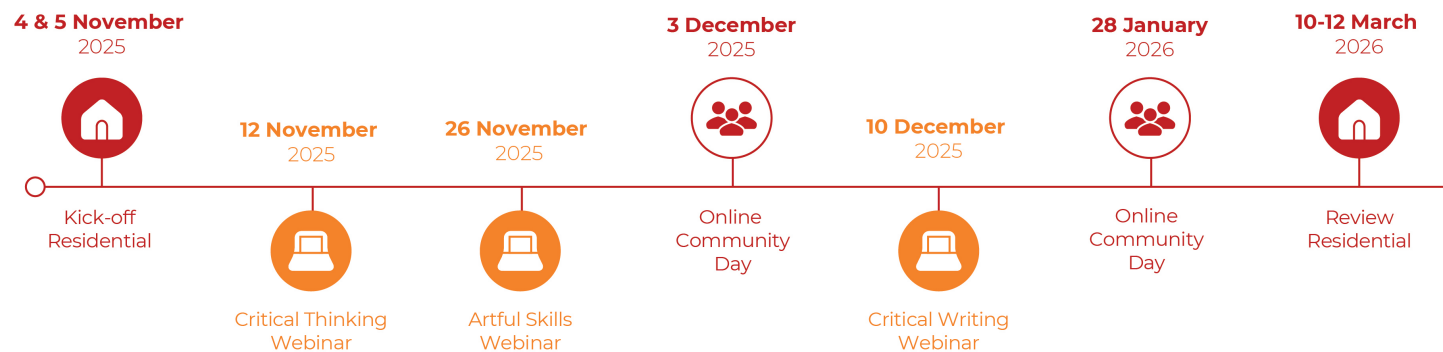 4 & 5 November
2025
Kick-off
Residential
12 November
2025
Critical Thinking
Webinar
26 November
2025
Artful Skills
Webinar
3 December
2025
Online
Community
Day
10 December
2025
Critical Writing
Webinar
28 January
2026
Online
Community
Day
10-12 March
2026
Review
Residential